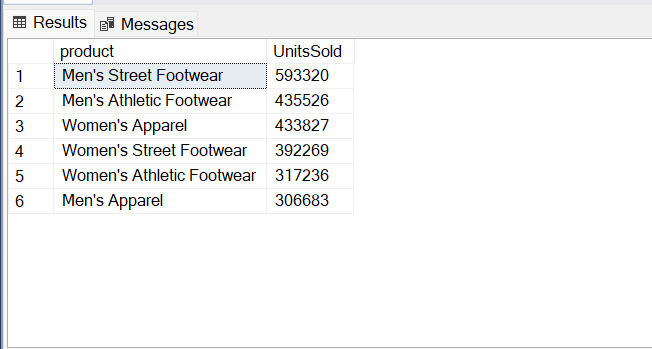 Results Messages
product UnitsSold
1 Men's Street Footwear 593320
2 Men's Athletic Footwear 435526
3 Women's Apparel 433827
4 Women's Street Footwear 392269
5 Women's Athletic Footwear 317236
6 Men's Apparel 306683